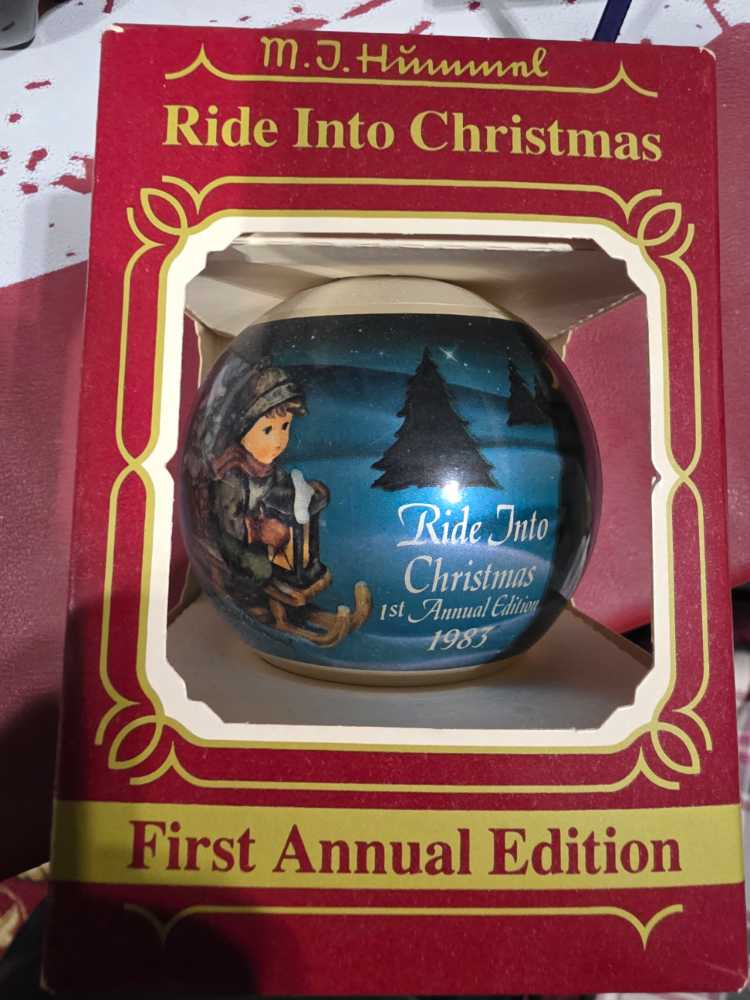 M.J. Hummel
Ride Into Christmas
Ride Into
Christmas
1st Annual Edition
1983
First Annual Edition